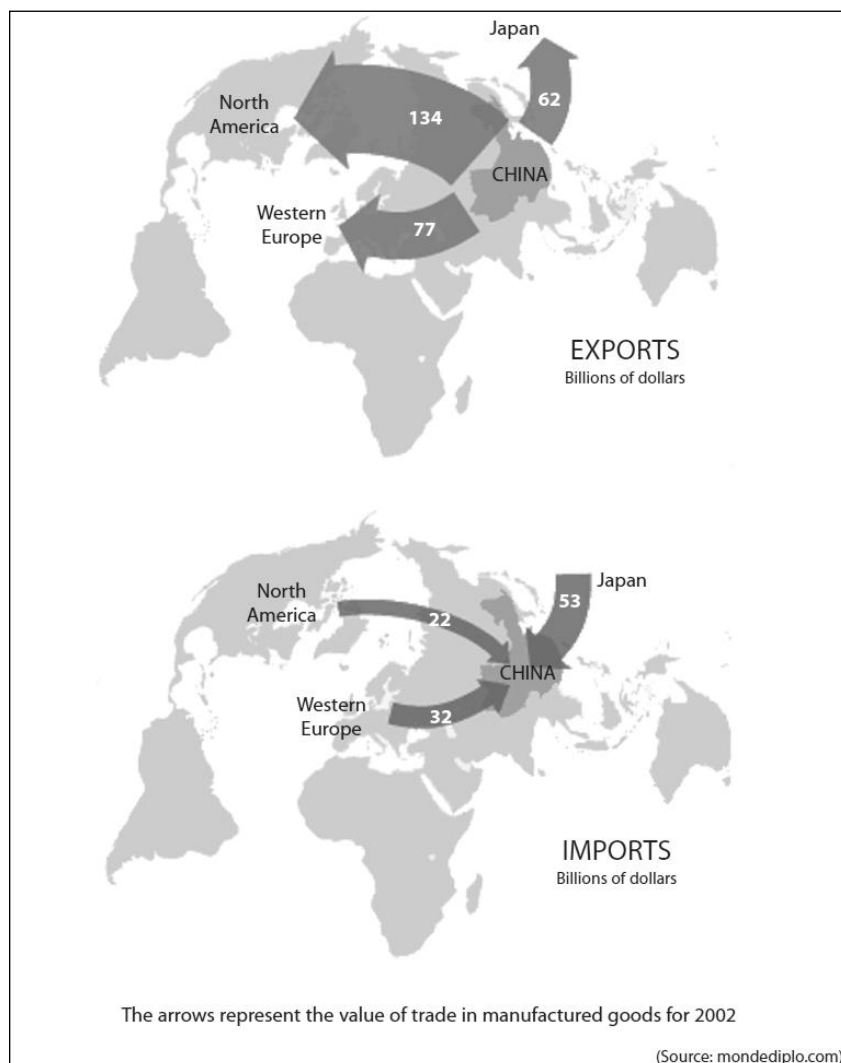 Japan
62
North
America
134
CHINA
Western
Europe
77
EXPORTS
Billions of dollars
Japan
53
North
America
22
CHINA
Western
Europe
32
IMPORTS
Billions of dollars
The arrows represent the value of trade in manufactured goods for 2002
(Source: mondediplo.com)